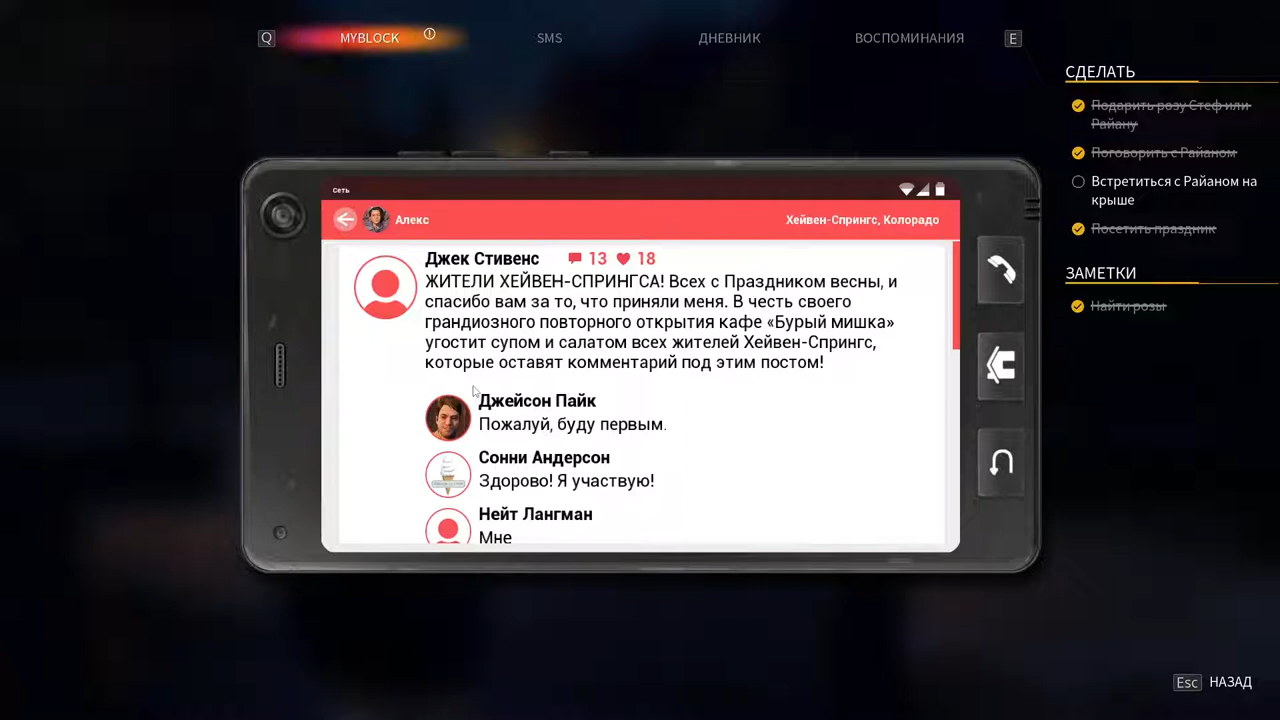 Q MYBLOCK SMS ДНЕВНИК ВОСПОМИНАНИЯ E
СДЕЛАТЬ
Подарить розу Стеф или
Райану
Поговорить с Райаном
Встретиться с Райаном на
крыше
Посетить праздник
ЗАМЕТКИ
Найти розы
Сеть
Алекс Хейвен-Спрингс, Колорадо
Джек Стивенс 13 18
ЖИТЕЛИ ХЕЙВЕН-СПРИНГСА! Всех с Праздником весны, и
спасибо вам за то, что приняли меня. В честь своего
грандиозного повторного открытия кафе «Бурый мишка»
угостит супом и салатом всех жителей Хейвен-Спрингс,
которые оставят комментарий под этим постом!
Джейсон Пайк
Пожалуй, буду первым.
Сонни Андерсон
Здорово! Я участвую!
Нейт Лангман
Мне
Esc НАЗАД